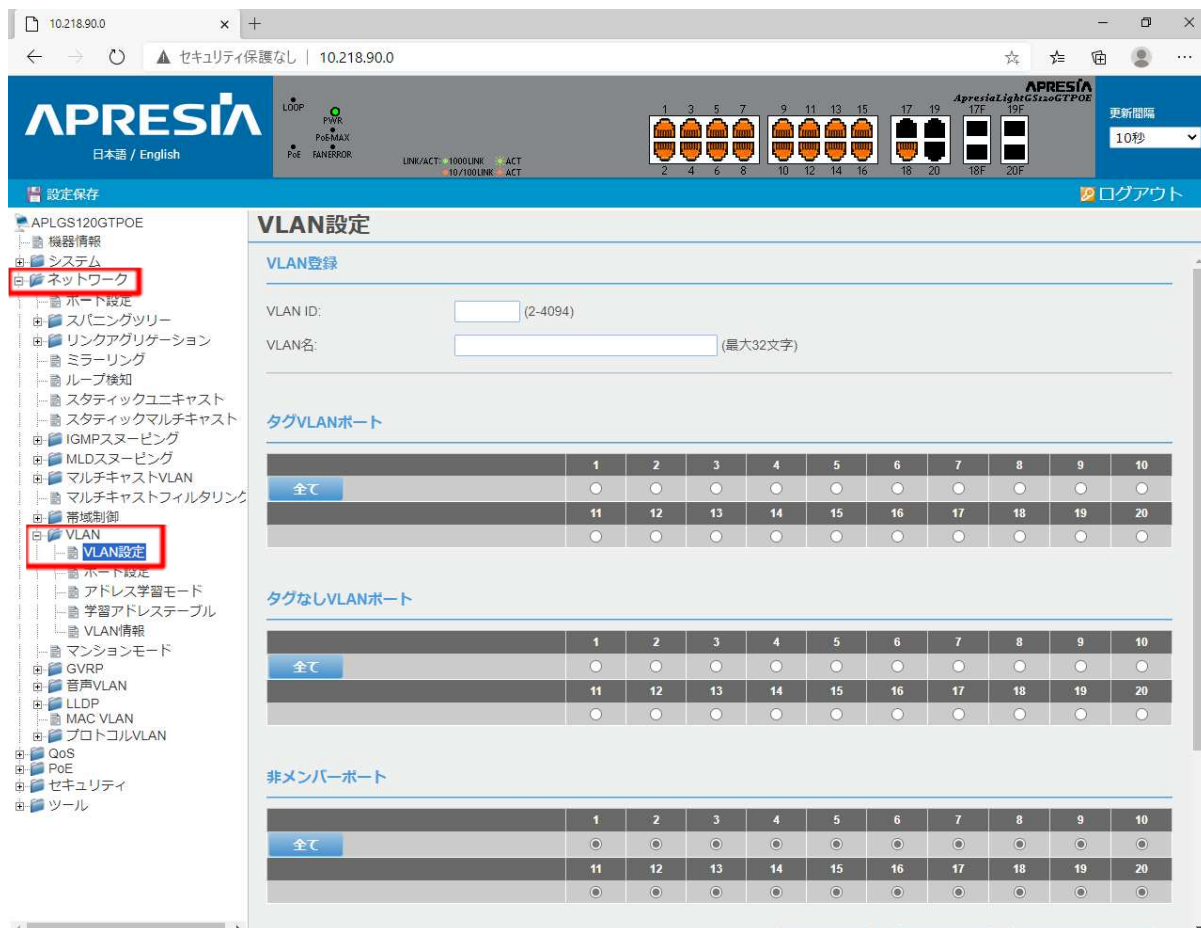 10.218.90.0
セキュリティ保護なし | 10.218.90.0
APRESIA
日本語 / English
LOOP
PWR
PoE-MAX
PoE FANERROR
LINK/ACT: 1000LINK ACT
10/100LINK ACT
1 3 5 7 9 11 13 15 17 19 17F 19F
2 4 6 8 10 12 14 16 18 20 18F 20F
APRESIA
ApresiaLightGS120GTPOE
更新間隔
10秒
設定保存
ログアウト
APLGS120GTPOE
機器情報
システム
ネットワーク
ポート設定
スパニングツリー
リンクアグリゲーション
ミラーリング
ループ検知
スタティックユニキャスト
スタティックマルチキャスト
IGMPスヌーピング
MLDスヌーピング
マルチキャストVLAN
マルチキャストフィルタリング
帯域制御
VLAN
VLAN設定
ポート設定
アドレス学習モード
学習アドレステーブル
VLAN情報
マンションモード
GVRP
音声VLAN
LLDP
MAC VLAN
プロトコルVLAN
QoS
PoE
セキュリティ
ツール
VLAN設定
VLAN登録
VLAN ID: (2-4094)
VLAN名: (最大32文字)
タグVLANポート
1 2 3 4 5 6 7 8 9 10
全て
11 12 13 14 15 16 17 18 19 20
タグなしVLANポート
1 2 3 4 5 6 7 8 9 10
全て
11 12 13 14 15 16 17 18 19 20
非メンバーポート
1 2 3 4 5 6 7 8 9 10
全て
11 12 13 14 15 16 17 18 19 20